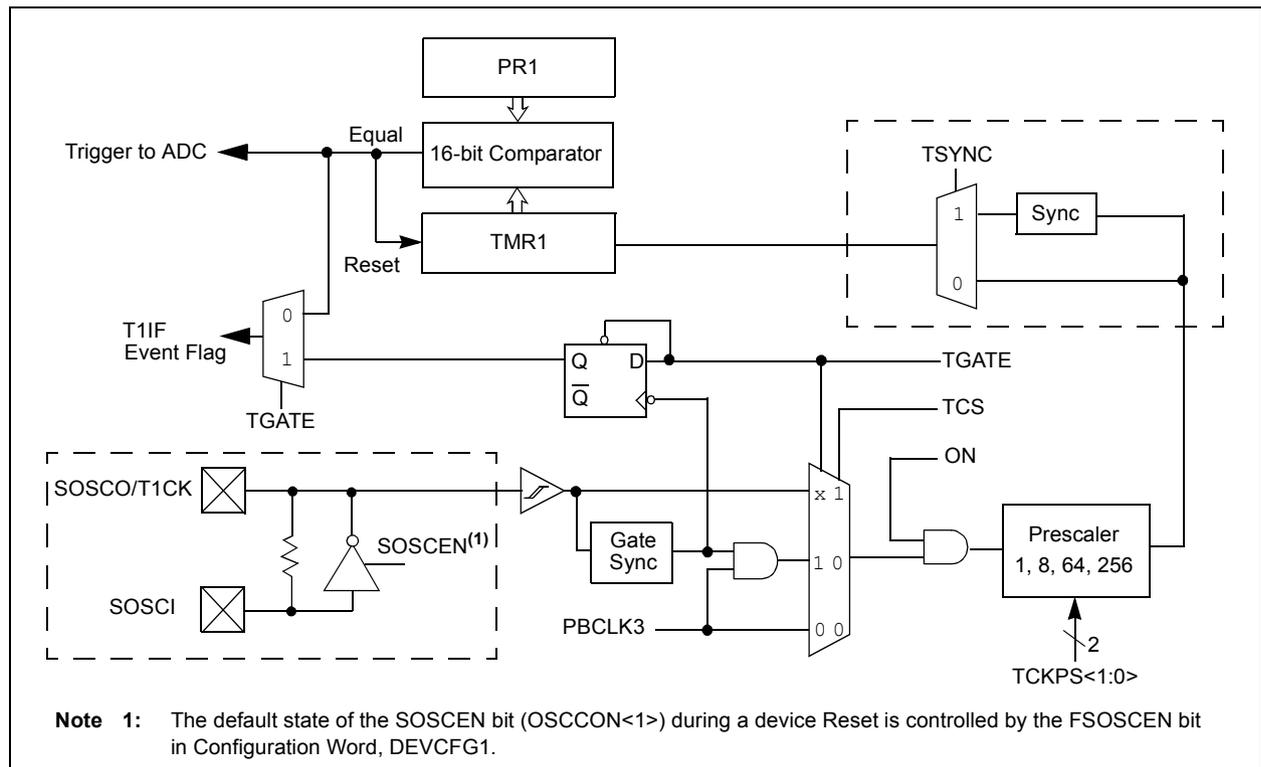 PR1
Equal
Trigger to ADC
16-bit Comparator
TSYNC
1
Sync
TMR1
Reset
0
0
T1IF
Event Flag
1
Q
D
TGATE
Q
TCS
TGATE
ON
SOSCO/T1CK
x 1
SOSCEN(1)
Gate
Sync
1 0
Prescaler
1, 8, 64, 256
SOSCI
PBCLK3
0 0
2
TCKPS<1:0>
Note 1: The default state of the SOSCEN bit (OSCCON<1>) during a device Reset is controlled by the FSOSCEN bit
in Configuration Word, DEVCFG1.